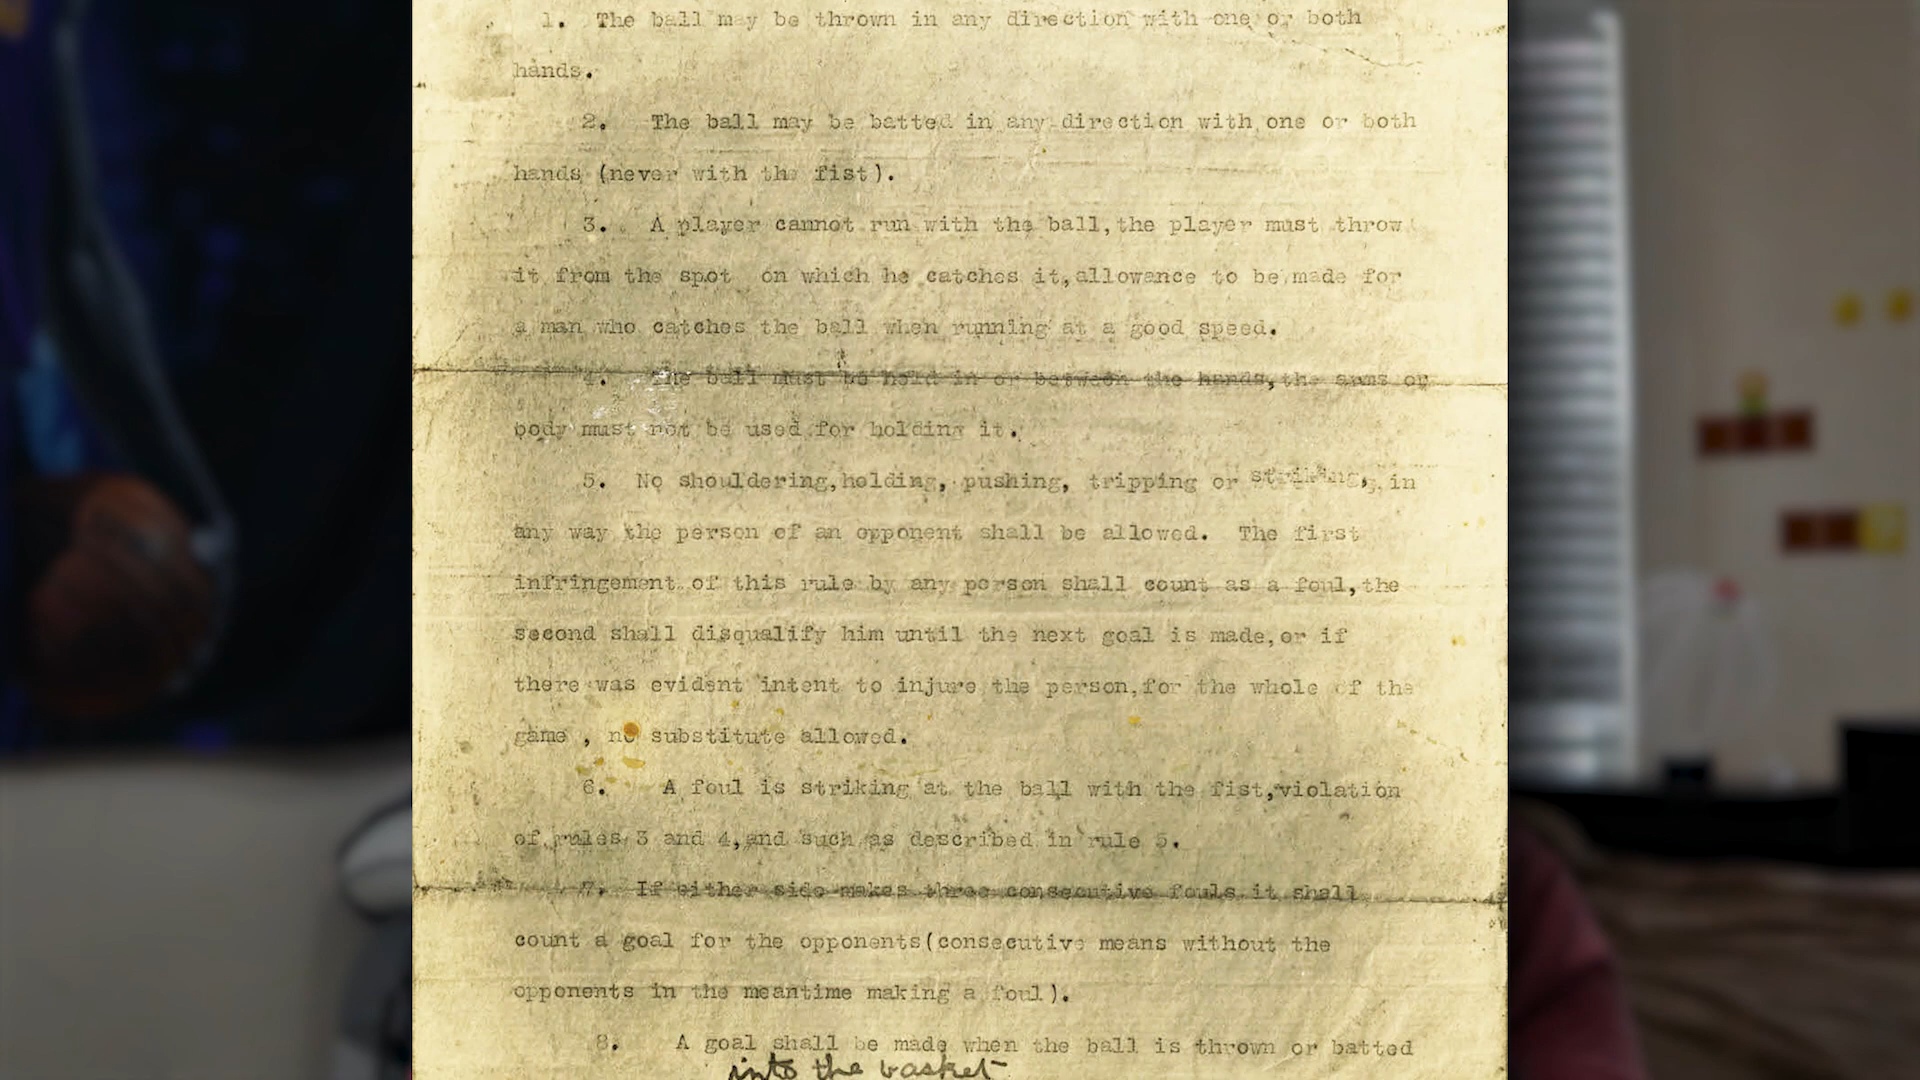 1. The ball may be thrown in any direction with one or both
hands.
2. The ball may be batted in any direction with one or both
hands (never with the fist).
3. A player cannot run with the ball,the player must throw
it from the spot on which he catches it,allowance to be made for
a man who catches the ball when running at a good speed.
4. The ball must be held in or between the hands,the arms or
body must not be used for holding it.
5. No shouldering,holding, pushing, tripping or striking, in
any way the person of an opponent shall be allowed. The first
infringement of this rule by any person shall count as a foul,the
second shall disqualify him until the next goal is made,or if
there was evident intent to injure the person,for the whole of the
game , no substitute allowed.
6. A foul is striking at the ball with the fist,violation
of rules 3 and 4,and such as described in rule 5.
7. If either side makes three consecutive fouls it shall
count a goal for the opponents(consecutive means without the
opponents in the meantime making a foul).
8. A goal shall be made when the ball is thrown or batted
into the basket